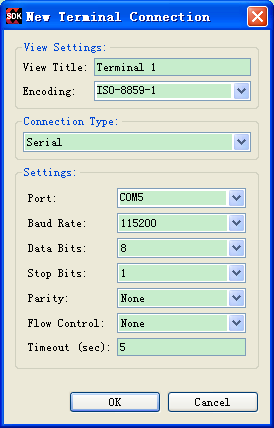 SDK New Terminal Connection
View Settings:
View Title: Terminal 1
Encoding: ISO-8859-1
Connection Type:
Serial
Settings:
Port: COM5
Baud Rate: 115200
Data Bits: 8
Stop Bits: 1
Parity: None
Flow Control: None
Timeout (sec): 5
OK Cancel